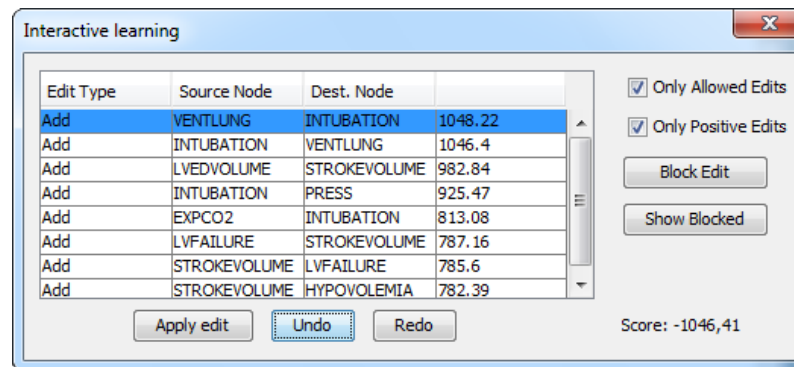 Interactive learning
Edit Type Source Node Dest. Node
Add VENTLUNG INTUBATION 1048.22
Add INTUBATION VENTLUNG 1046.4
Add LVEDVOLUME STROKEVOLUME 982.84
Add INTUBATION PRESS 925.47
Add EXPCO2 INTUBATION 813.08
Add LVFAILURE STROKEVOLUME 787.16
Add STROKEVOLUME LVFAILURE 785.6
Add STROKEVOLUME HYPOVOLEMIA 782.39
Only Allowed Edits
Only Positive Edits
Block Edit
Show Blocked
Apply edit Undo Redo
Score: -1046,41